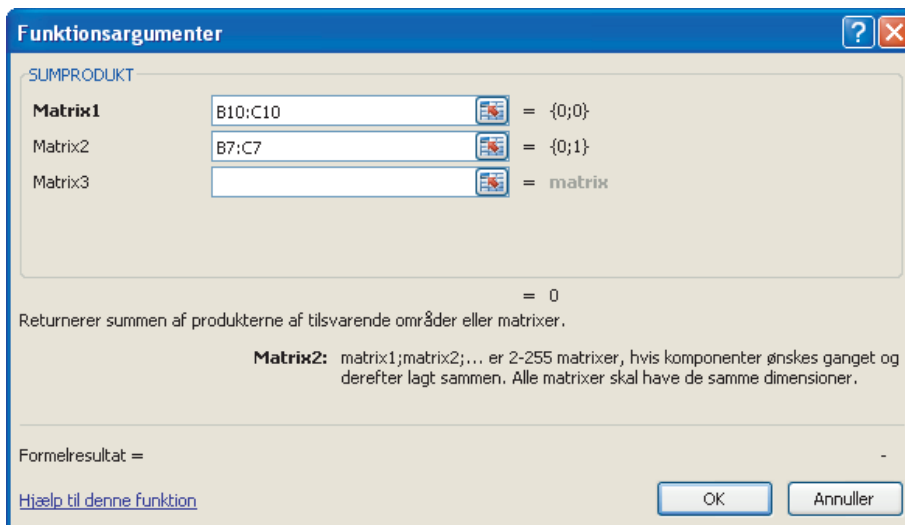 Funktionsargumenter
SUMPRODUKT
Matrix1 B10:C10 = {0;0}
Matrix2 B7:C7 = {0;1}
Matrix3 = matrix
= 0
Returnerer summen af produkterne af tilsvarende områder eller matrixer.
Matrix2: matrix1;matrix2;... er 2-255 matrixer, hvis komponenter ønskes ganget og
derefter lagt sammen. Alle matrixer skal have de samme dimensioner.
Formelresultat = -
Hjælp til denne funktion OK Annuller